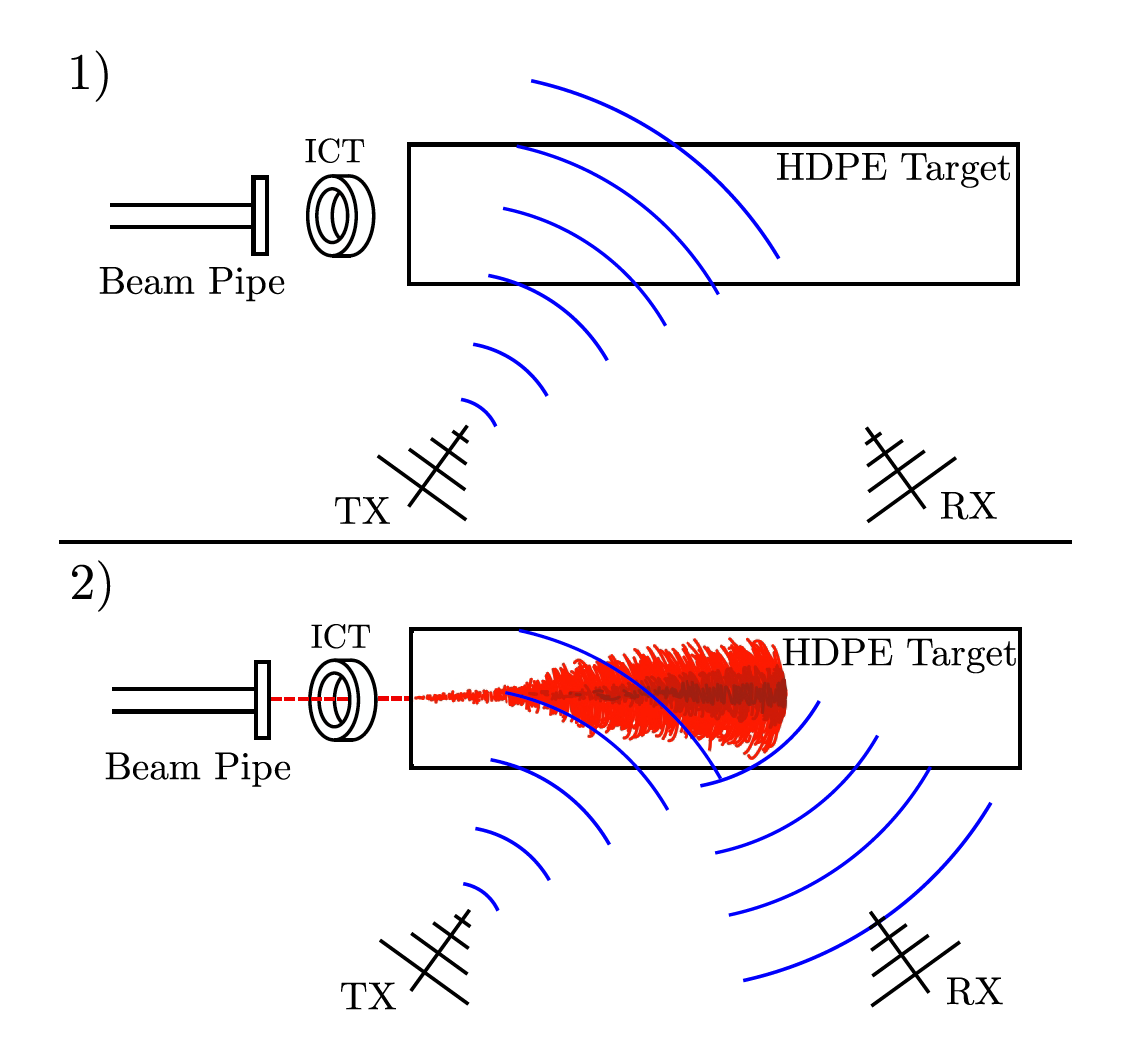 1)
ICT
HDPE Target
Beam Pipe
TX
RX
2)
ICT
HDPE Target
Beam Pipe
TX
RX